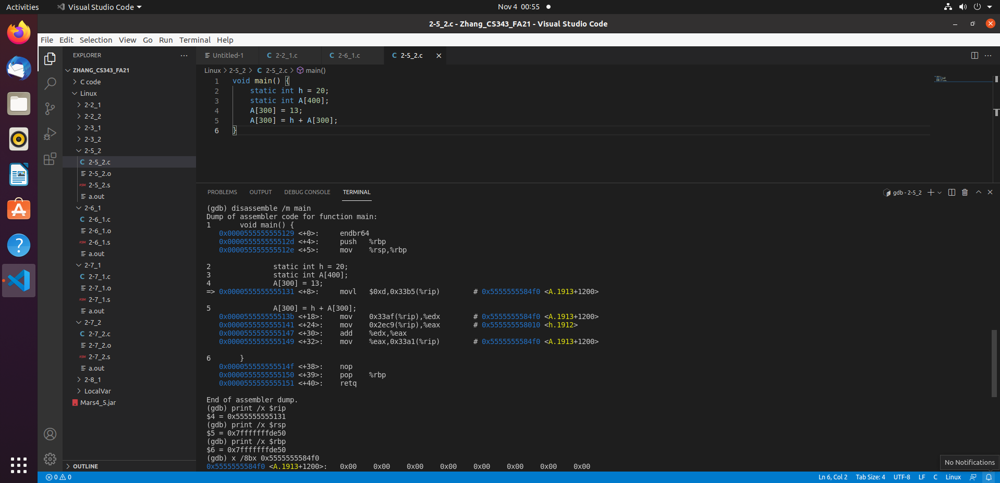 Activities
Visual Studio Code
Nov 4 00:55
2-5_2.c - Zhang_CS343_FA21 - Visual Studio Code
File Edit Selection View Go Run Terminal Help
EXPLORER
ZHANG_CS343_FA21
C code
Linux
2-2_1
2-2_2
2-3_1
2-3_2
2-5_2
C 2-5_2.c
2-5_2.o
ASM 2-5_2.s
a.out
2-6_1
C 2-6_1.c
2-6_1.o
ASM 2-6_1.s
a.out
2-7_1
C 2-7_1.c
2-7_1.o
ASM 2-7_1.s
a.out
2-7_2
C 2-7_2.c
2-7_2.o
ASM 2-7_2.s
a.out
2-8_1
LocalVar
Mars4_5.jar
OUTLINE
Untitled-1 C 2-2_1.c C 2-6_1.c C 2-5_2.c
Linux > 2-5_2 > C 2-5_2.c > main()
1 void main() {
2     static int h = 20;
3     static int A[400];
4     A[300] = 13;
5     A[300] = h + A[300];
6 }
PROBLEMS OUTPUT DEBUG CONSOLE TERMINAL
gdb - 2-5_2
(gdb) disassemble /m main
Dump of assembler code for function main:
1       void main() {
   0x0000555555555129 <+0>:     endbr64
   0x000055555555512d <+4>:     push   %rbp
   0x000055555555512e <+5>:     mov    %rsp,%rbp
2               static int h = 20;
3               static int A[400];
4               A[300] = 13;
=> 0x0000555555555131 <+8>:     movl   $0xd,0x33b5(%rip)        # 0x5555555584f0 <A.1913+1200>
5               A[300] = h + A[300];
   0x000055555555513b <+18>:    mov    0x33af(%rip),%edx        # 0x5555555584f0 <A.1913+1200>
   0x0000555555555141 <+24>:    mov    0x2ec9(%rip),%eax        # 0x555555558010 <h.1912>
   0x0000555555555147 <+30>:    add    %edx,%eax
   0x0000555555555149 <+32>:    mov    %eax,0x33a1(%rip)        # 0x5555555584f0 <A.1913+1200>
6       }
   0x000055555555514f <+38>:    nop
   0x0000555555555150 <+39>:    pop    %rbp
   0x0000555555555151 <+40>:    retq
End of assembler dump.
(gdb) print /x $rip
$4 = 0x555555555131
(gdb) print /x $rsp
$5 = 0x7fffffffde50
(gdb) print /x $rbp
$6 = 0x7fffffffde50
(gdb) x /8bx 0x5555555584f0
0x5555555584f0 <A.1913+1200>:   0x00    0x00    0x00    0x00    0x00    0x00    0x00    0x00
No Notifications
0 0
Ln 6, Col 2 Tab Size: 4 UTF-8 LF C Linux